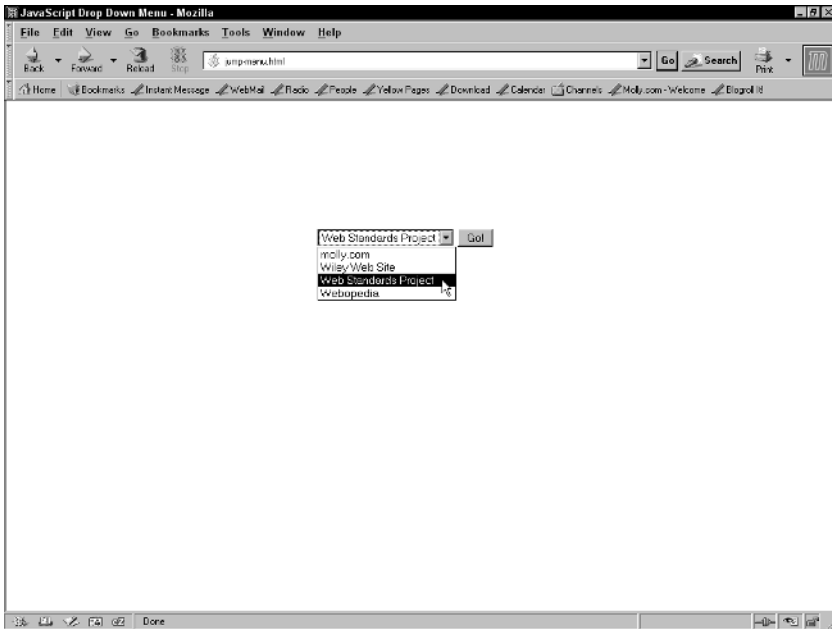 JavaScript Drop Down Menu - Mozilla
File Edit View Go Bookmarks Tools Window Help
Back Forward Reload Stop jump-menu.html Go Search Print
Home Bookmarks Instant Message WebMail Radio People Yellow Pages Download Calendar Channels Molly.com - Welcome Blogroll It!
Web Standards Project Go!
molly.com
Wiley Web Site
Web Standards Project
Webopedia
Done